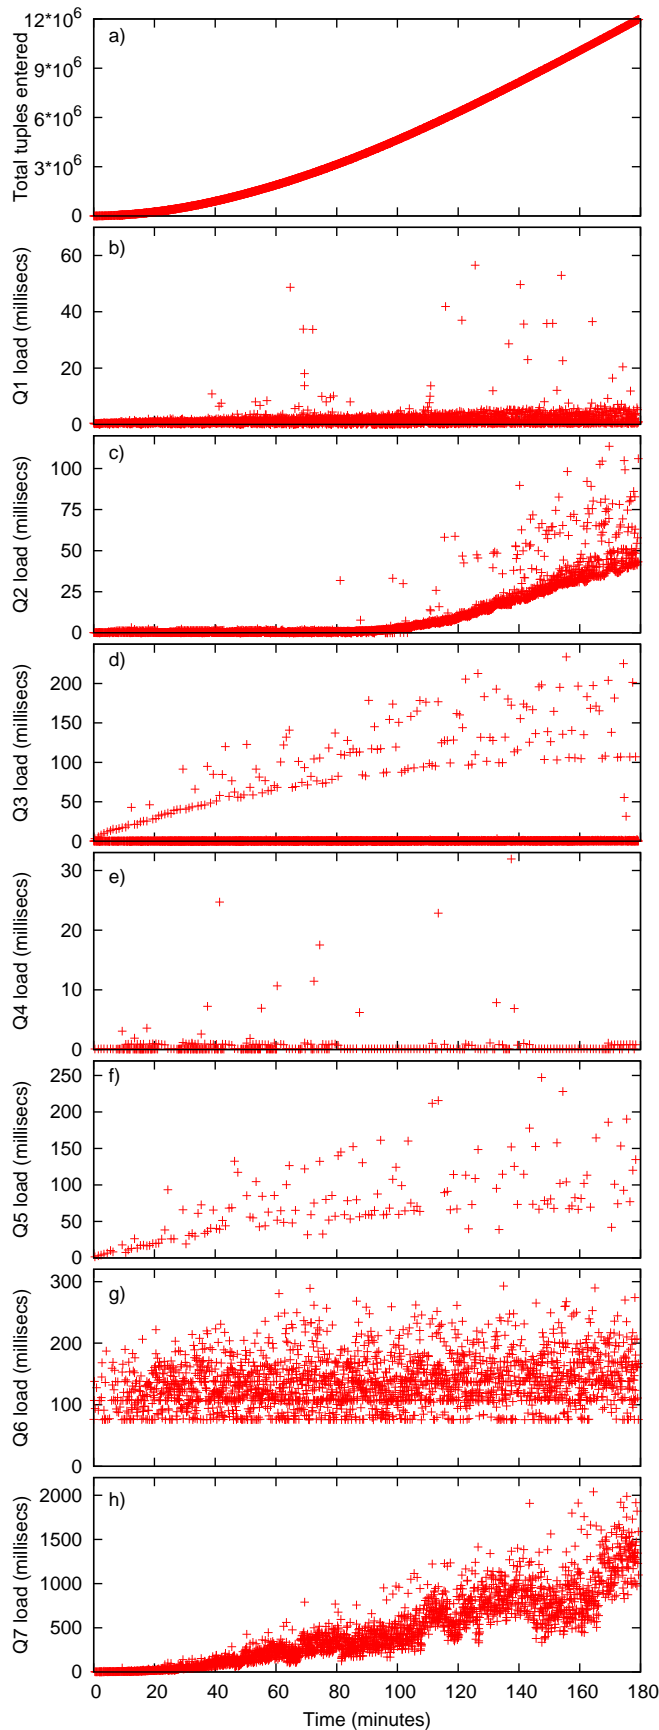 a)
Total tuples entered
12*10^6
9*10^6
6*10^6
3*10^6
0
b)
Q1 load (millisecs)
60
40
20
0
c)
Q2 load (millisecs)
100
75
50
25
0
d)
Q3 load (millisecs)
200
150
100
50
0
e)
Q4 load (millisecs)
30
20
10
0
f)
Q5 load (millisecs)
250
200
150
100
50
0
g)
Q6 load (millisecs)
300
200
100
0
h)
Q7 load (millisecs)
2000
1500
1000
500
0
0 20 40 60 80 100 120 140 160 180
Time (minutes)